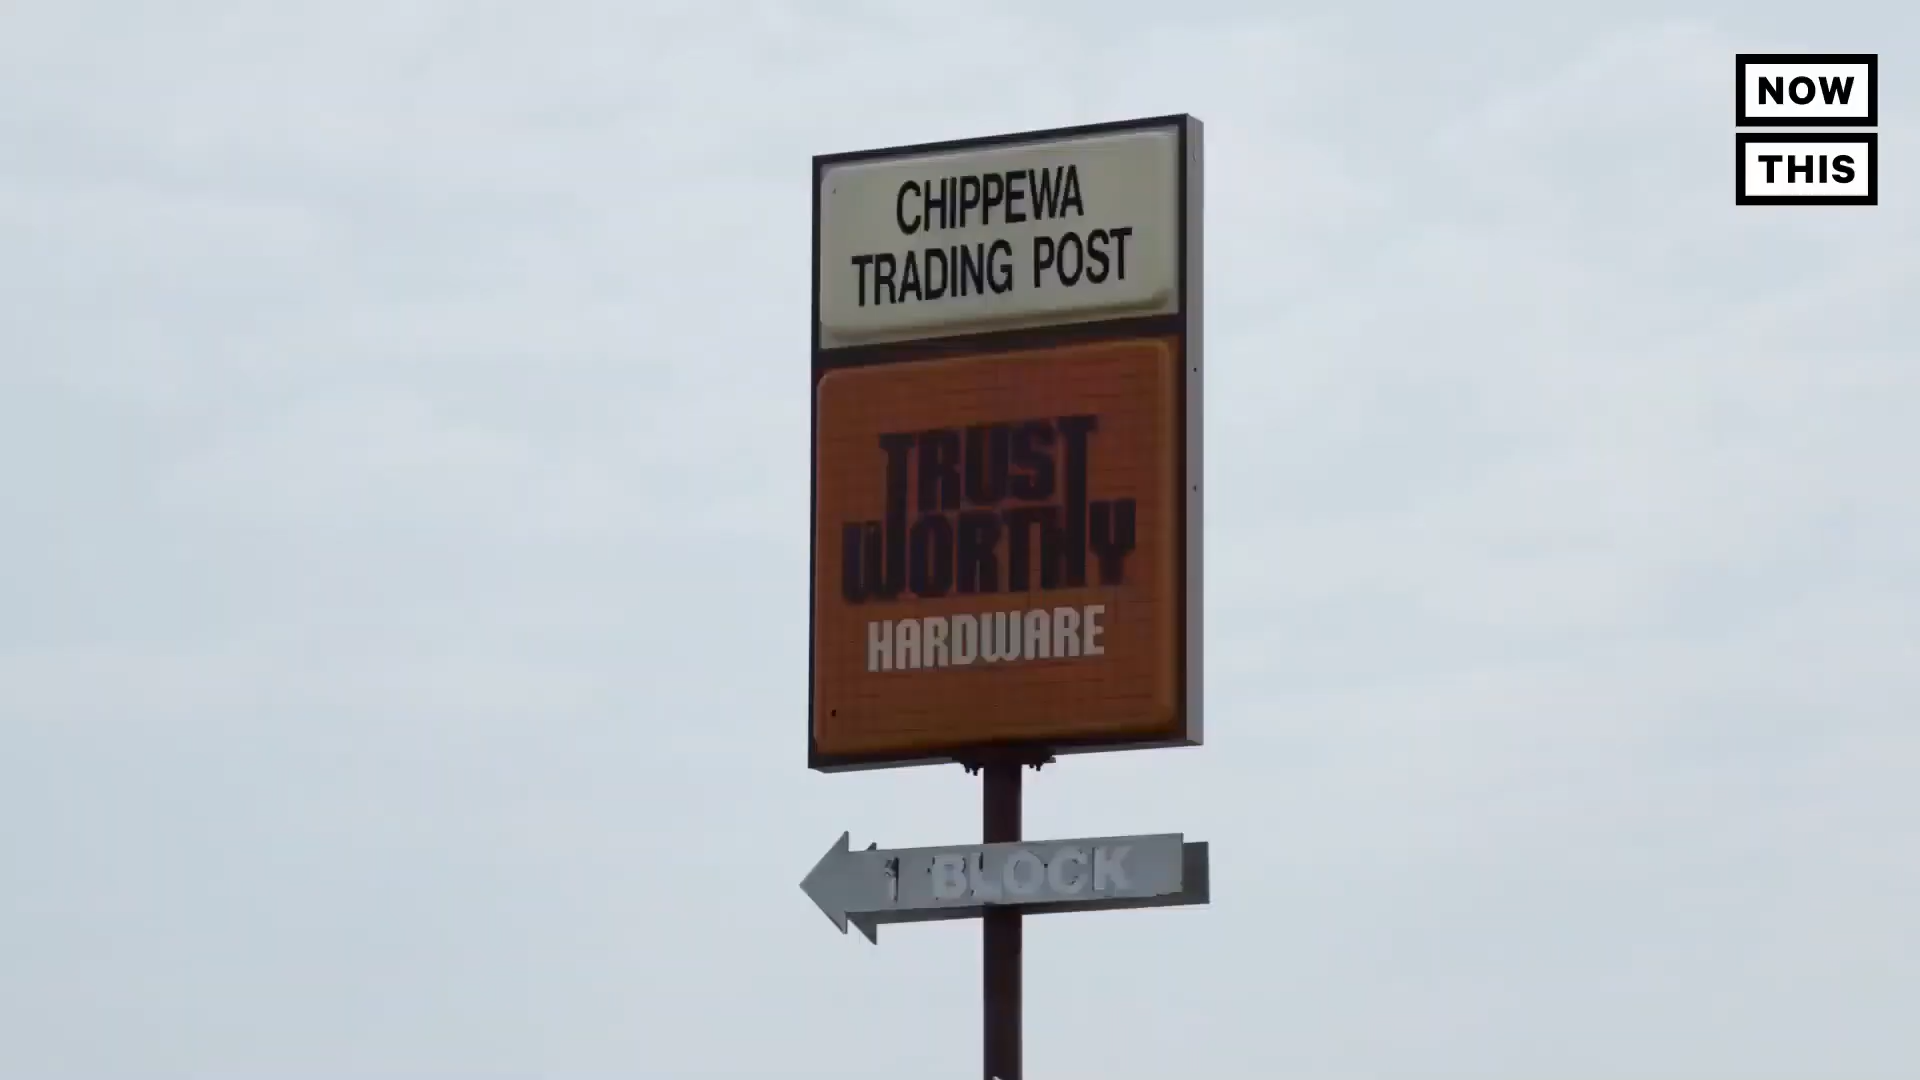 NOW
THIS
CHIPPEWA
TRADING POST
TRUST
WORTHY
HARDWARE
1 BLOCK